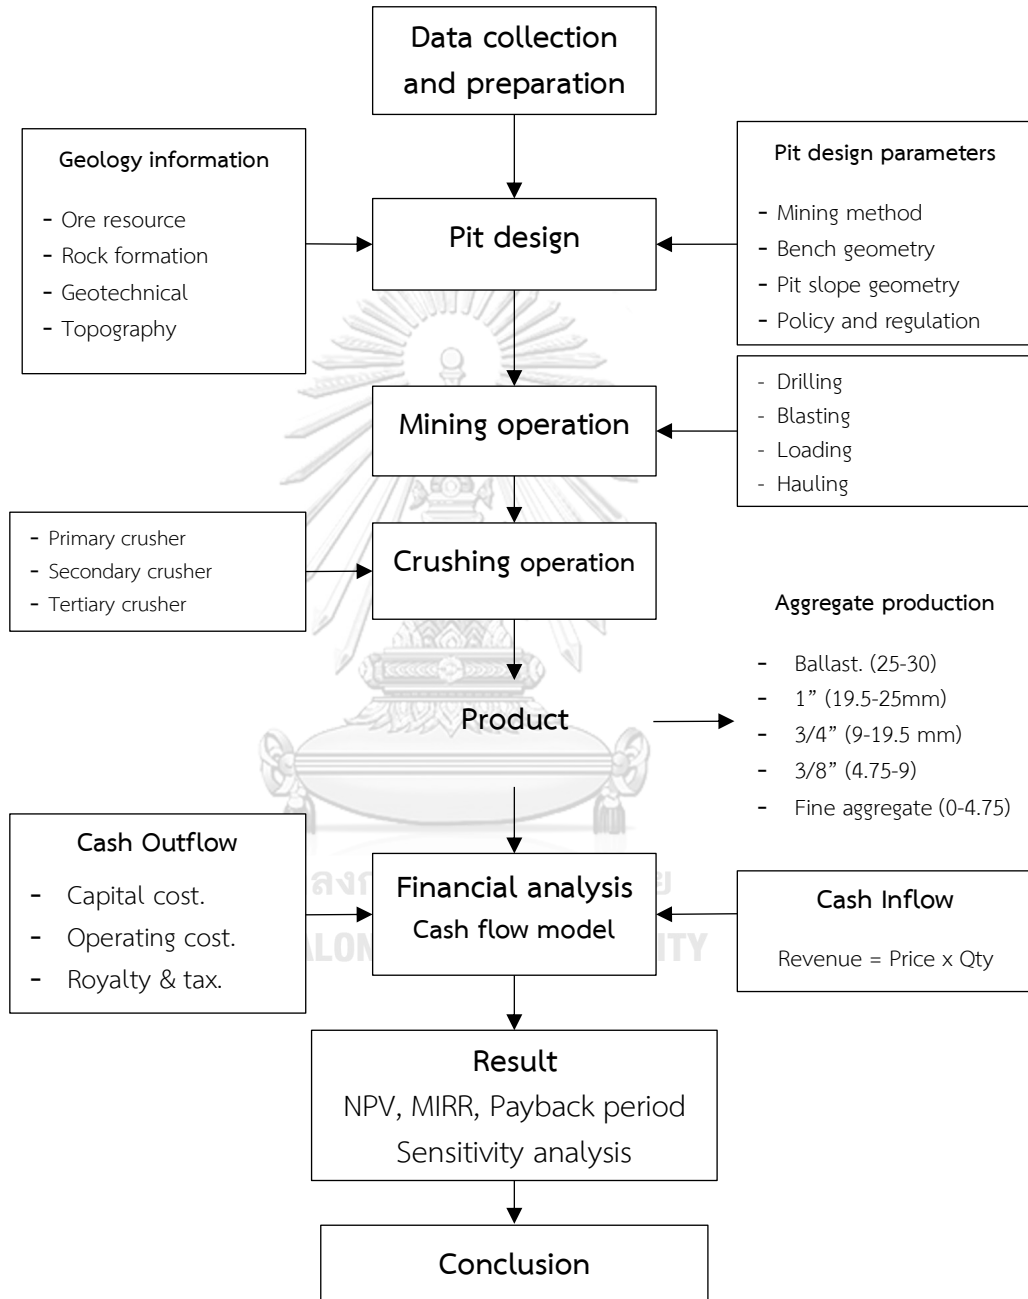 Data collection
and preparation
Geology information
- Ore resource
- Rock formation
- Geotechnical
- Topography
Pit design
Pit design parameters
- Mining method
- Bench geometry
- Pit slope geometry
- Policy and regulation
Mining operation
- Drilling
- Blasting
- Loading
- Hauling
- Primary crusher
- Secondary crusher
- Tertiary crusher
Crushing operation
Product
Aggregate production
- Ballast. (25-30)
- 1” (19.5-25mm)
- 3/4” (9-19.5 mm)
- 3/8” (4.75-9)
- Fine aggregate (0-4.75)
Cash Outflow
- Capital cost.
- Operating cost.
- Royalty & tax.
Financial analysis
Cash flow model
Cash Inflow
Revenue = Price x Qty
Result
NPV, MIRR, Payback period
Sensitivity analysis
Conclusion